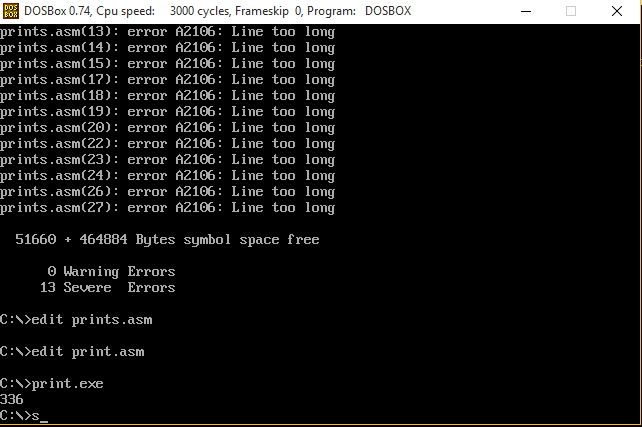 DOS BOX
DOSBox 0.74, Cpu speed:    3000 cycles, Frameskip  0, Program:   DOSBOX
prints.asm(13): error A2106: Line too long
prints.asm(14): error A2106: Line too long
prints.asm(15): error A2106: Line too long
prints.asm(17): error A2106: Line too long
prints.asm(18): error A2106: Line too long
prints.asm(19): error A2106: Line too long
prints.asm(20): error A2106: Line too long
prints.asm(22): error A2106: Line too long
prints.asm(23): error A2106: Line too long
prints.asm(24): error A2106: Line too long
prints.asm(26): error A2106: Line too long
prints.asm(27): error A2106: Line too long
51660 + 464884 Bytes symbol space free
0 Warning Errors
13 Severe  Errors
C:\>edit prints.asm
C:\>edit print.asm
C:\>print.exe
336
C:\>s_